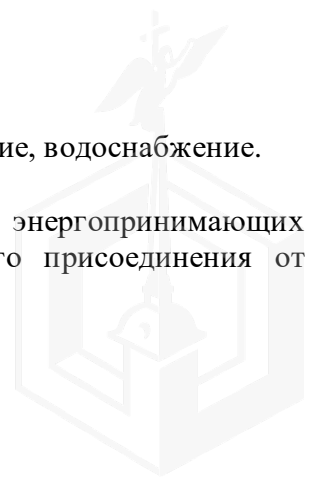 ие, водоснабжение.
энергопринимающих
го присоединения от